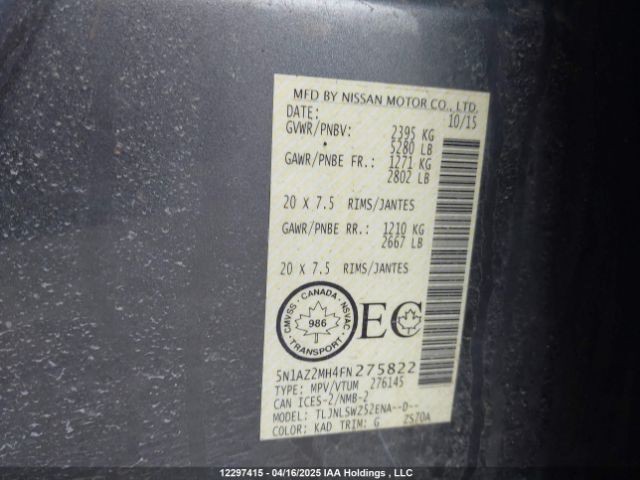 MFD BY NISSAN MOTOR CO., LTD.
DATE: 10/15
GVWR/PNBV: 2395 KG
5280 LB
GAWR/PNBE FR.: 1271 KG
2802 LB
20 X 7.5 RIMS/JANTES
GAWR/PNBE RR.: 1210 KG
2667 LB
20 X 7.5 RIMS/JANTES
CMVSS · CANADA · NSVAC
986
TRANSPORT
EC
5N1AZ2MH4FN275822
TYPE: MPV/VTUM 276145
CAN ICES-2/NMB-2
MODEL: TLJNLSWZ52ENA--D--
COLOR: KAD TRIM: G ZS70A
12297415 - 04/16/2025 IAA Holdings , LLC